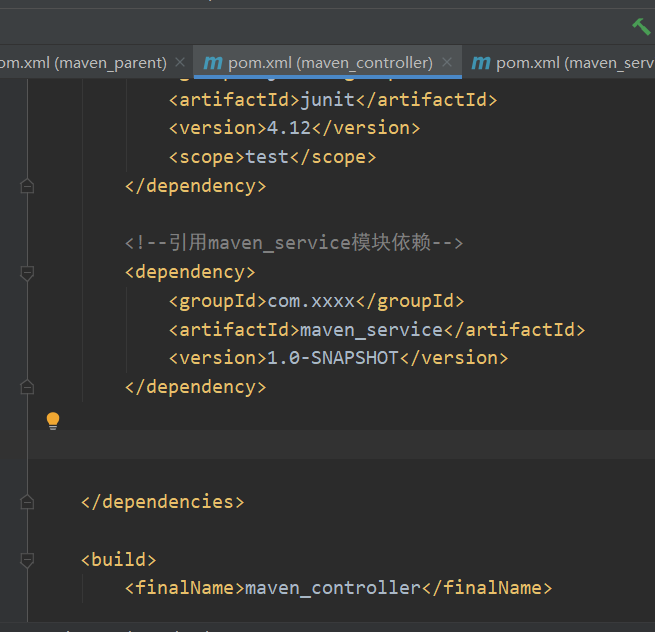 om.xml (maven_parent) × m pom.xml (maven_controller) × m pom.xml (maven_serv
<artifactId>junit</artifactId>
<version>4.12</version>
<scope>test</scope>
</dependency>
<!--引用maven_service模块依赖-->
<dependency>
<groupId>com.xxxx</groupId>
<artifactId>maven_service</artifactId>
<version>1.0-SNAPSHOT</version>
</dependency>
</dependencies>
<build>
<finalName>maven_controller</finalName>